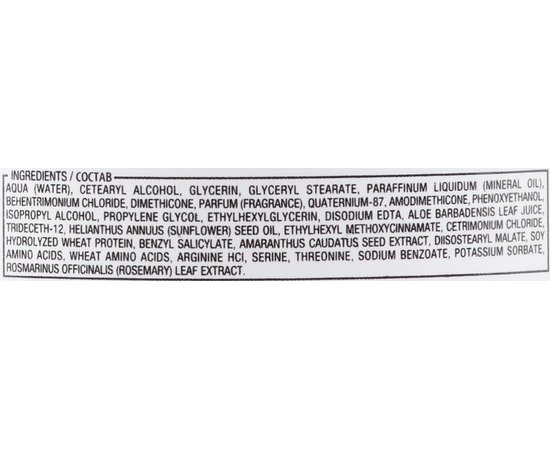 INGREDIENTS / СОСТАВ
AQUA (WATER), CETEARYL ALCOHOL, GLYCERIN, GLYCERYL STEARATE, PARAFFINUM LIQUIDUM (MINERAL OIL),
BEHENTRIMONIUM CHLORIDE, DIMETHICONE, PARFUM (FRAGRANCE), QUATERNIUM-87, AMODIMETHICONE, PHENOXYETHANOL,
ISOPROPYL ALCOHOL, PROPYLENE GLYCOL, ETHYLHEXYLGLYCERIN, DISODIUM EDTA, ALOE BARBADENSIS LEAF JUICE,
TRIDECETH-12, HELIANTHUS ANNUUS (SUNFLOWER) SEED OIL, ETHYLHEXYL METHOXYCINNAMATE, CETRIMONIUM CHLORIDE,
HYDROLYZED WHEAT PROTEIN, BENZYL SALICYLATE, AMARANTHUS CAUDATUS SEED EXTRACT, DIISOSTEARYL MALATE, SOY
AMINO ACIDS, WHEAT AMINO ACIDS, ARGININE HCl, SERINE, THREONINE, SODIUM BENZOATE, POTASSIUM SORBATE,
ROSMARINUS OFFICINALIS (ROSEMARY) LEAF EXTRACT.